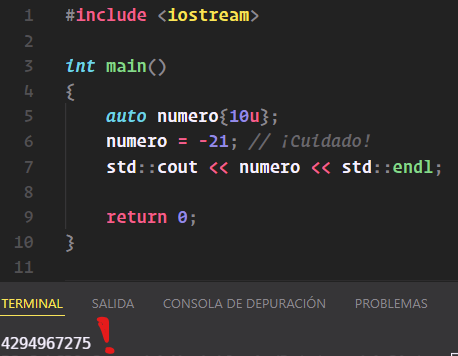 1 #include <iostream>
2
3 int main()
4 {
5 auto numero{10u};
6 numero = -21; // ¡Cuidado!
7 std::cout << numero << std::endl;
8
9 return 0;
10 }
11
TERMINAL SALIDA CONSOLA DE DEPURACIÓN PROBLEMAS
4294967275 !